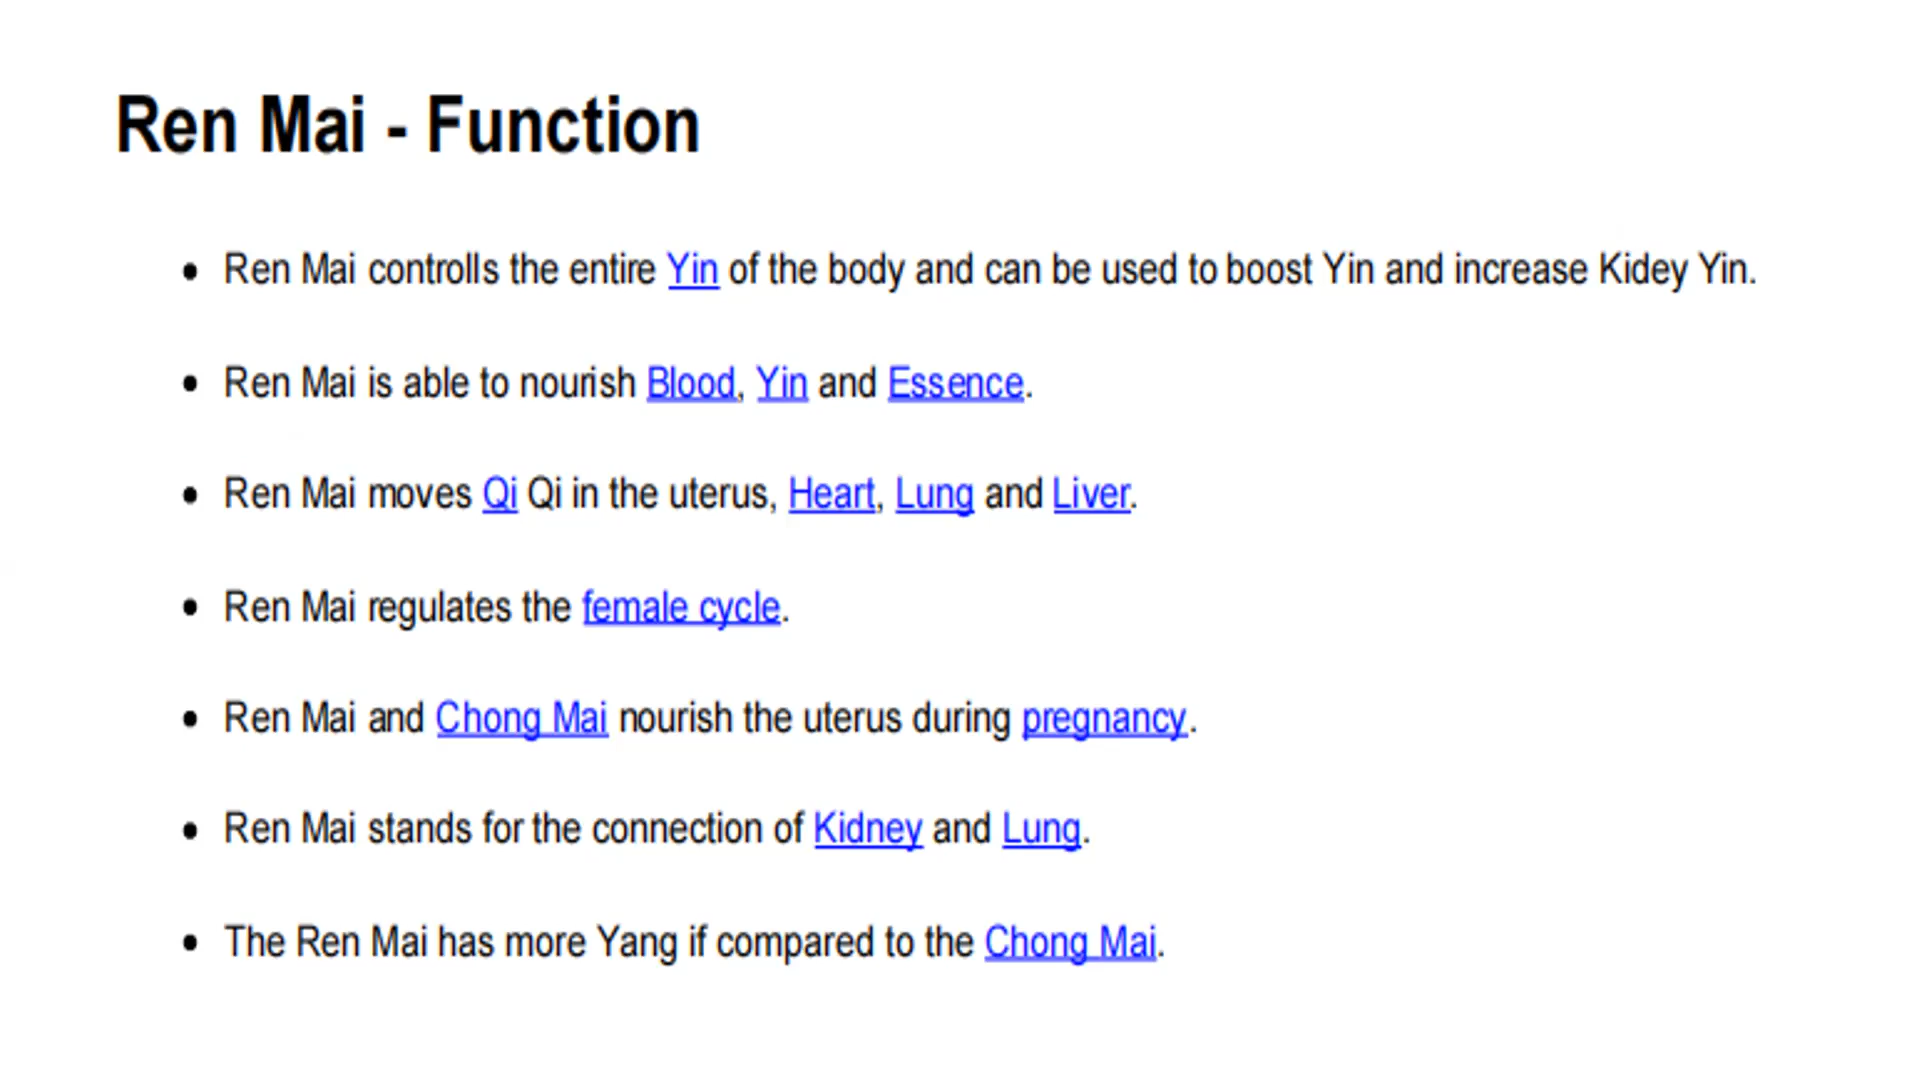 Ren Mai - Function
• Ren Mai controlls the entire Yin of the body and can be used to boost Yin and increase Kidey Yin.
• Ren Mai is able to nourish Blood, Yin and Essence.
• Ren Mai moves Qi Qi in the uterus, Heart, Lung and Liver.
• Ren Mai regulates the female cycle.
• Ren Mai and Chong Mai nourish the uterus during pregnancy.
• Ren Mai stands for the connection of Kidney and Lung.
• The Ren Mai has more Yang if compared to the Chong Mai.